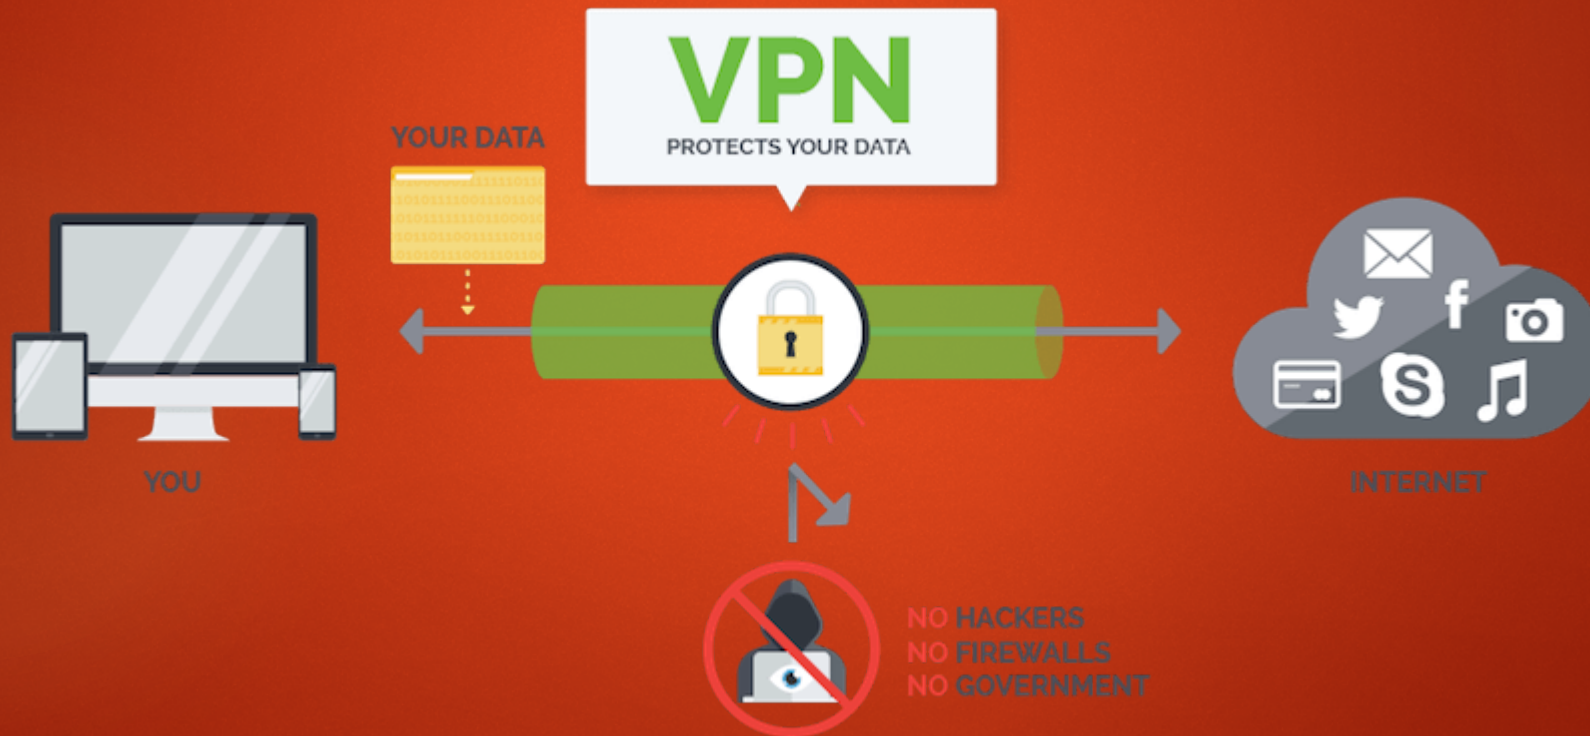 VPN
PROTECTS YOUR DATA
YOUR DATA
YOU
INTERNET
NO HACKERS
NO FIREWALLS
NO GOVERNMENT